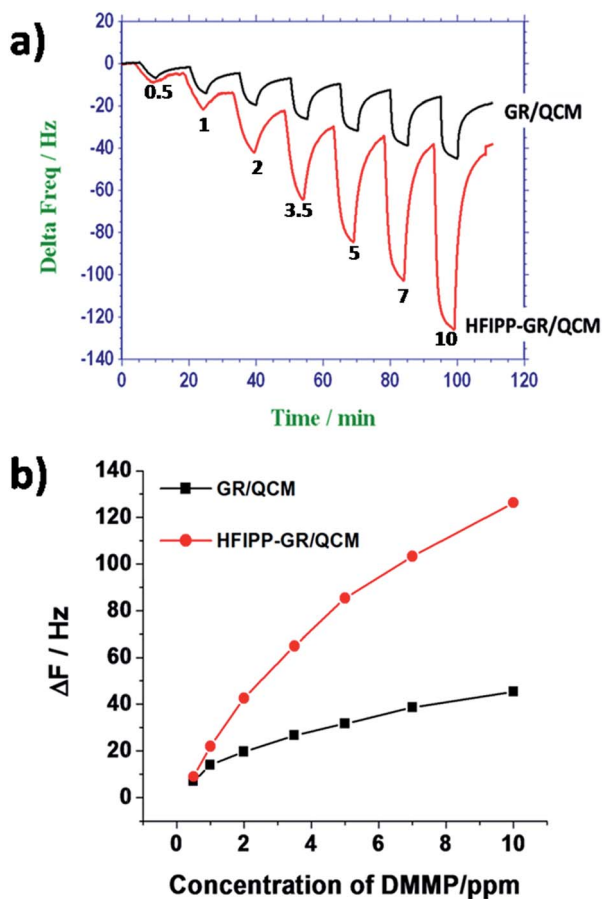 a)
20
0
-20
-40
-60
-80
-100
-120
-140
Delta Freq / Hz
0.5
1
2
3.5
5
7
10
GR/QCM
HFIPP-GR/QCM
0 20 40 60 80 100 120
Time / min
b)
140
120
100
80
60
40
20
0
ΔF / Hz
GR/QCM
HFIPP-GR/QCM
0 2 4 6 8 10
Concentration of DMMP/ppm